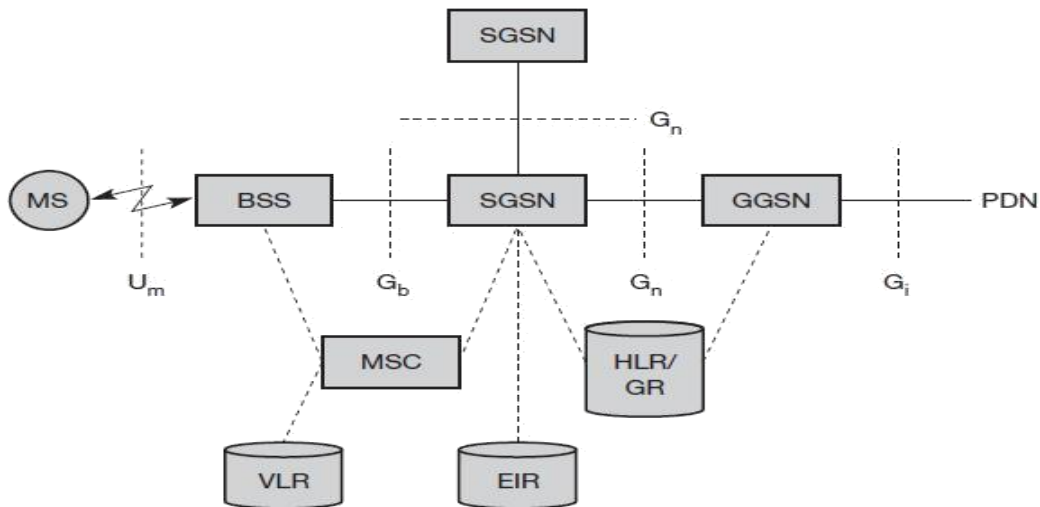 SGSN
Gn
MS
BSS
SGSN
GGSN
PDN
Um
Gb
Gn
Gi
MSC
HLR/
GR
VLR
EIR